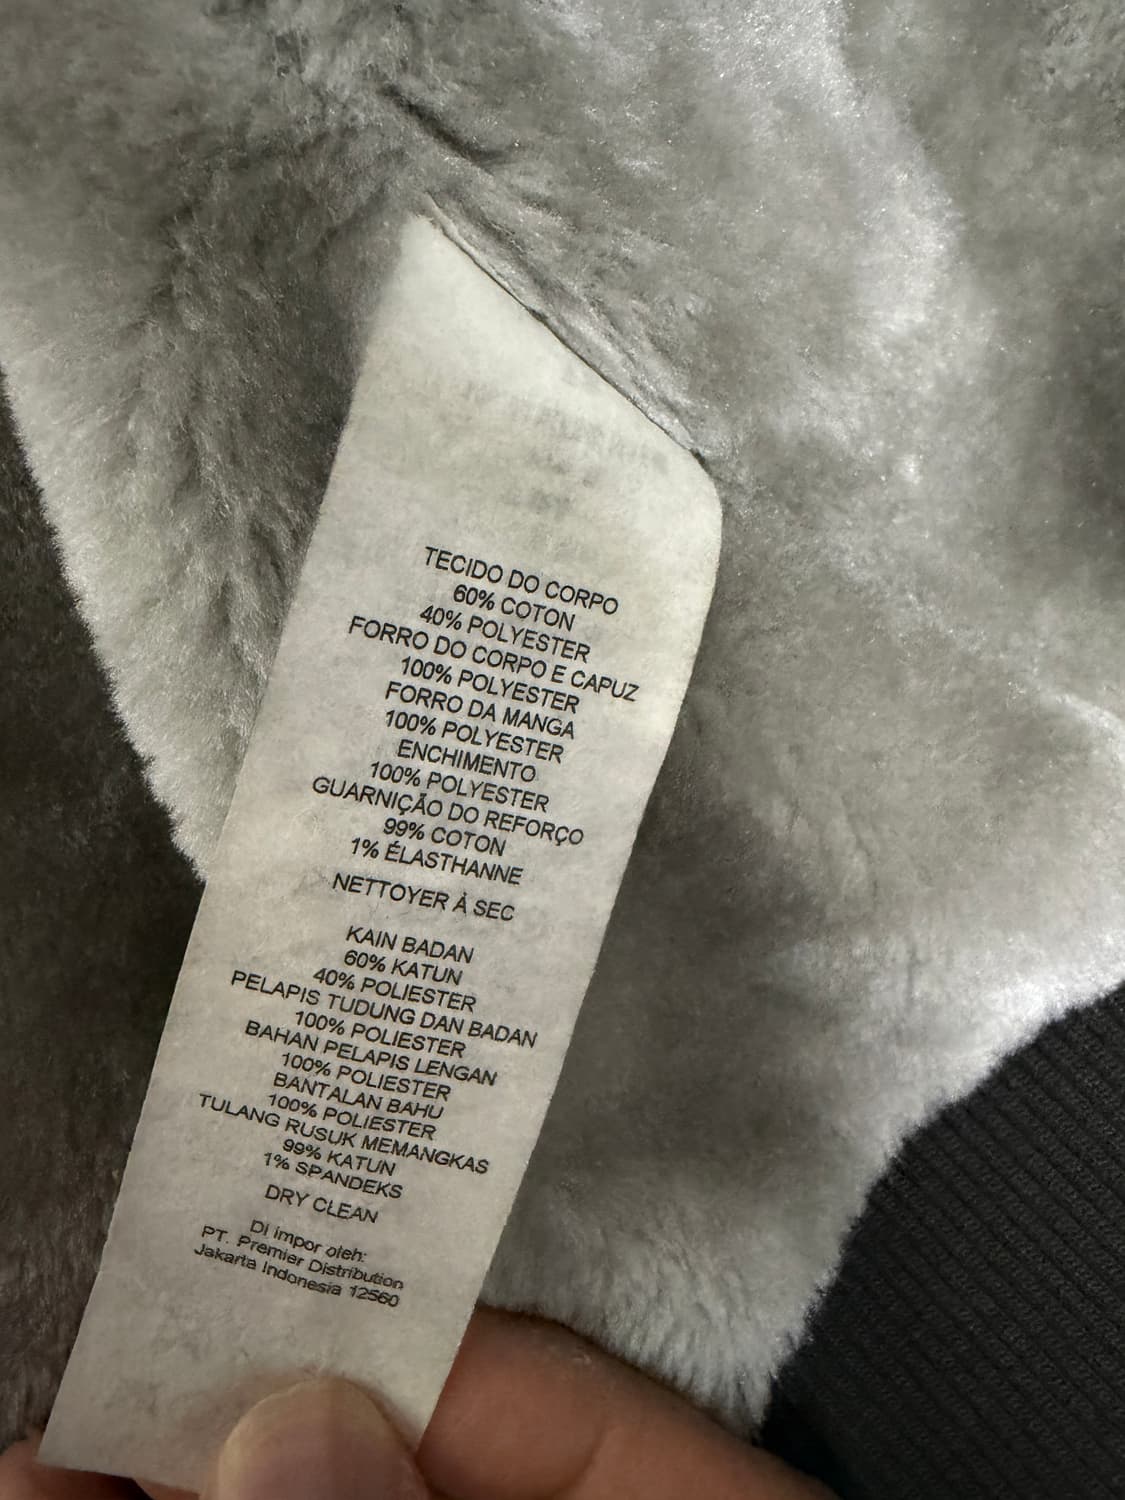 TECIDO DO CORPO
60% COTON
40% POLYESTER
FORRO DO CORPO E CAPUZ
100% POLYESTER
FORRO DA MANGA
100% POLYESTER
ENCHIMENTO
100% POLYESTER
GUARNIÇÃO DO REFORÇO
99% COTON
1% ÉLASTHANNE
NETTOYER À SEC
KAIN BADAN
60% KATUN
40% POLIESTER
PELAPIS TUDUNG DAN BADAN
100% POLIESTER
BAHAN PELAPIS LENGAN
100% POLIESTER
BANTALAN BAHU
100% POLIESTER
TULANG RUSUK MEMANGKAS
99% KATUN
1% SPANDEKS
DRY CLEAN
Di impor oleh:
PT. Premier Distribution
Jakarta Indonesia 12560